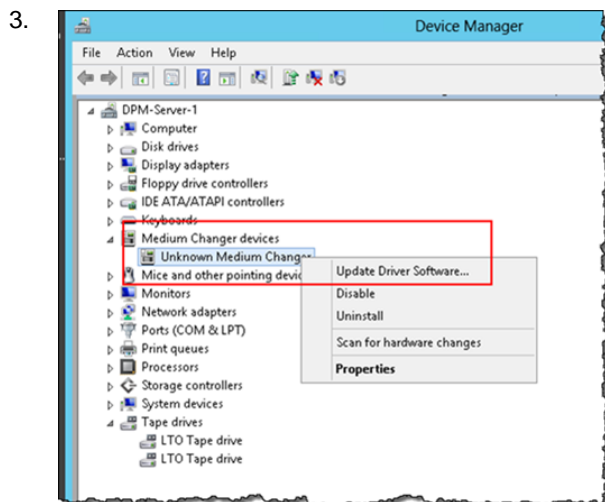 3.
Device Manager
File Action View Help
DPM-Server-1
Computer
Disk drives
Display adapters
Floppy drive controllers
IDE ATA/ATAPI controllers
Keyboards
Medium Changer devices
Unknown Medium Changer
Mice and other pointing devic
Monitors
Network adapters
Ports (COM & LPT)
Print queues
Processors
Storage controllers
System devices
Tape drives
LTO Tape drive
LTO Tape drive
Update Driver Software...
Disable
Uninstall
Scan for hardware changes
Properties